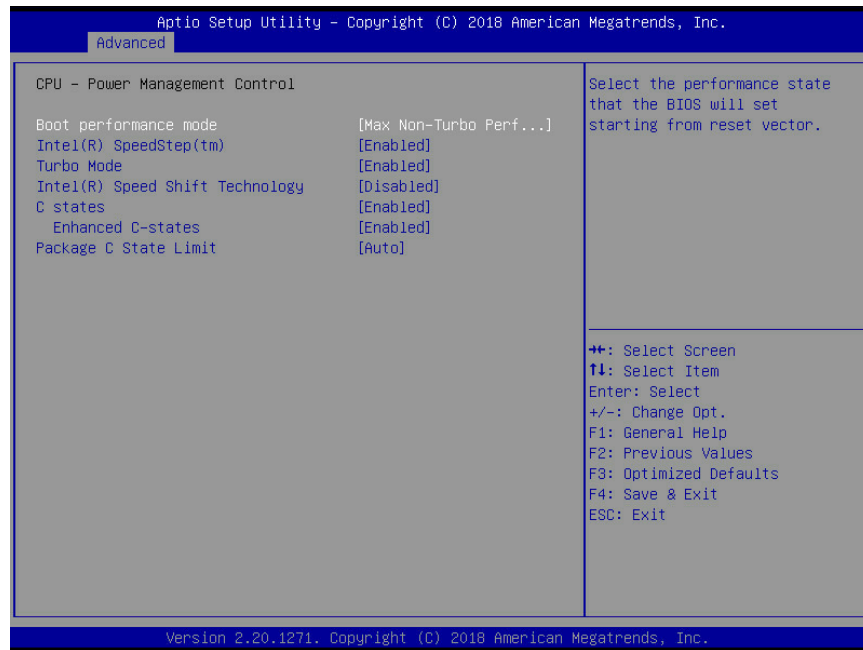 Aptio Setup Utility – Copyright (C) 2018 American Megatrends, Inc.
Advanced
CPU – Power Management Control
Boot performance mode [Max Non-Turbo Perf...]
Intel(R) SpeedStep(tm) [Enabled]
Turbo Mode [Enabled]
Intel(R) Speed Shift Technology [Disabled]
C states [Enabled]
Enhanced C-states [Enabled]
Package C State Limit [Auto]
Select the performance state
that the BIOS will set
starting from reset vector.
→←: Select Screen
↑↓: Select Item
Enter: Select
+/-: Change Opt.
F1: General Help
F2: Previous Values
F3: Optimized Defaults
F4: Save & Exit
ESC: Exit
Version 2.20.1271. Copyright (C) 2018 American Megatrends, Inc.